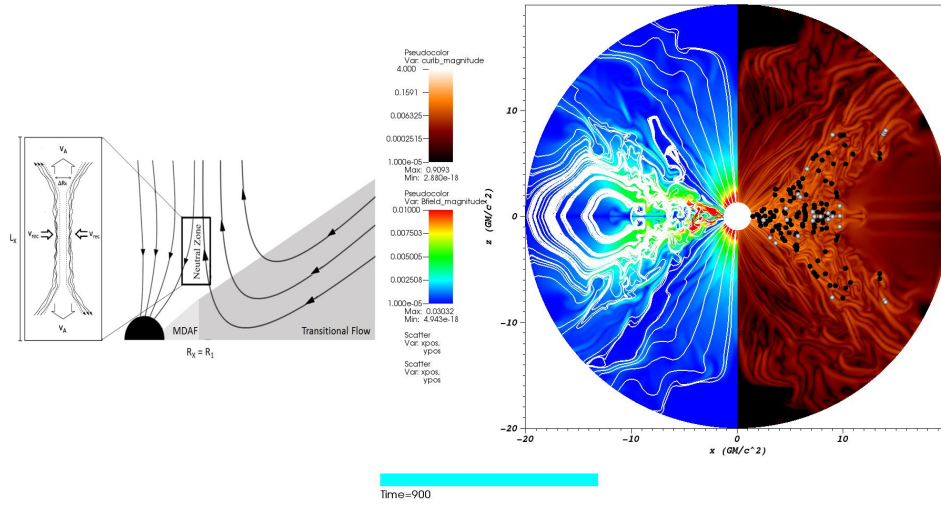 V_A
ΔR_X
L_X
V_rec
V_rec
V_A
Neutral Zone
MDAF
Transitional Flow
R_X = R_1
Pseudocolor
Var: curlb_magnitude
4.000
0.1591
0.006325
0.0002515
1.000e-05
Max: 0.9093
Min: 2.880e-18
Pseudocolor
Var: Bfield_magnitude
0.01000
0.007503
0.005005
0.002508
1.000e-05
Max: 0.03032
Min: 4.943e-18
Scatter
Var: xpos,
ypos
Scatter
Var: xpos,
ypos
z (GM/c^2)
10
0
-10
-20
-20
-10
0
10
x (GM/c^2)
Time=900